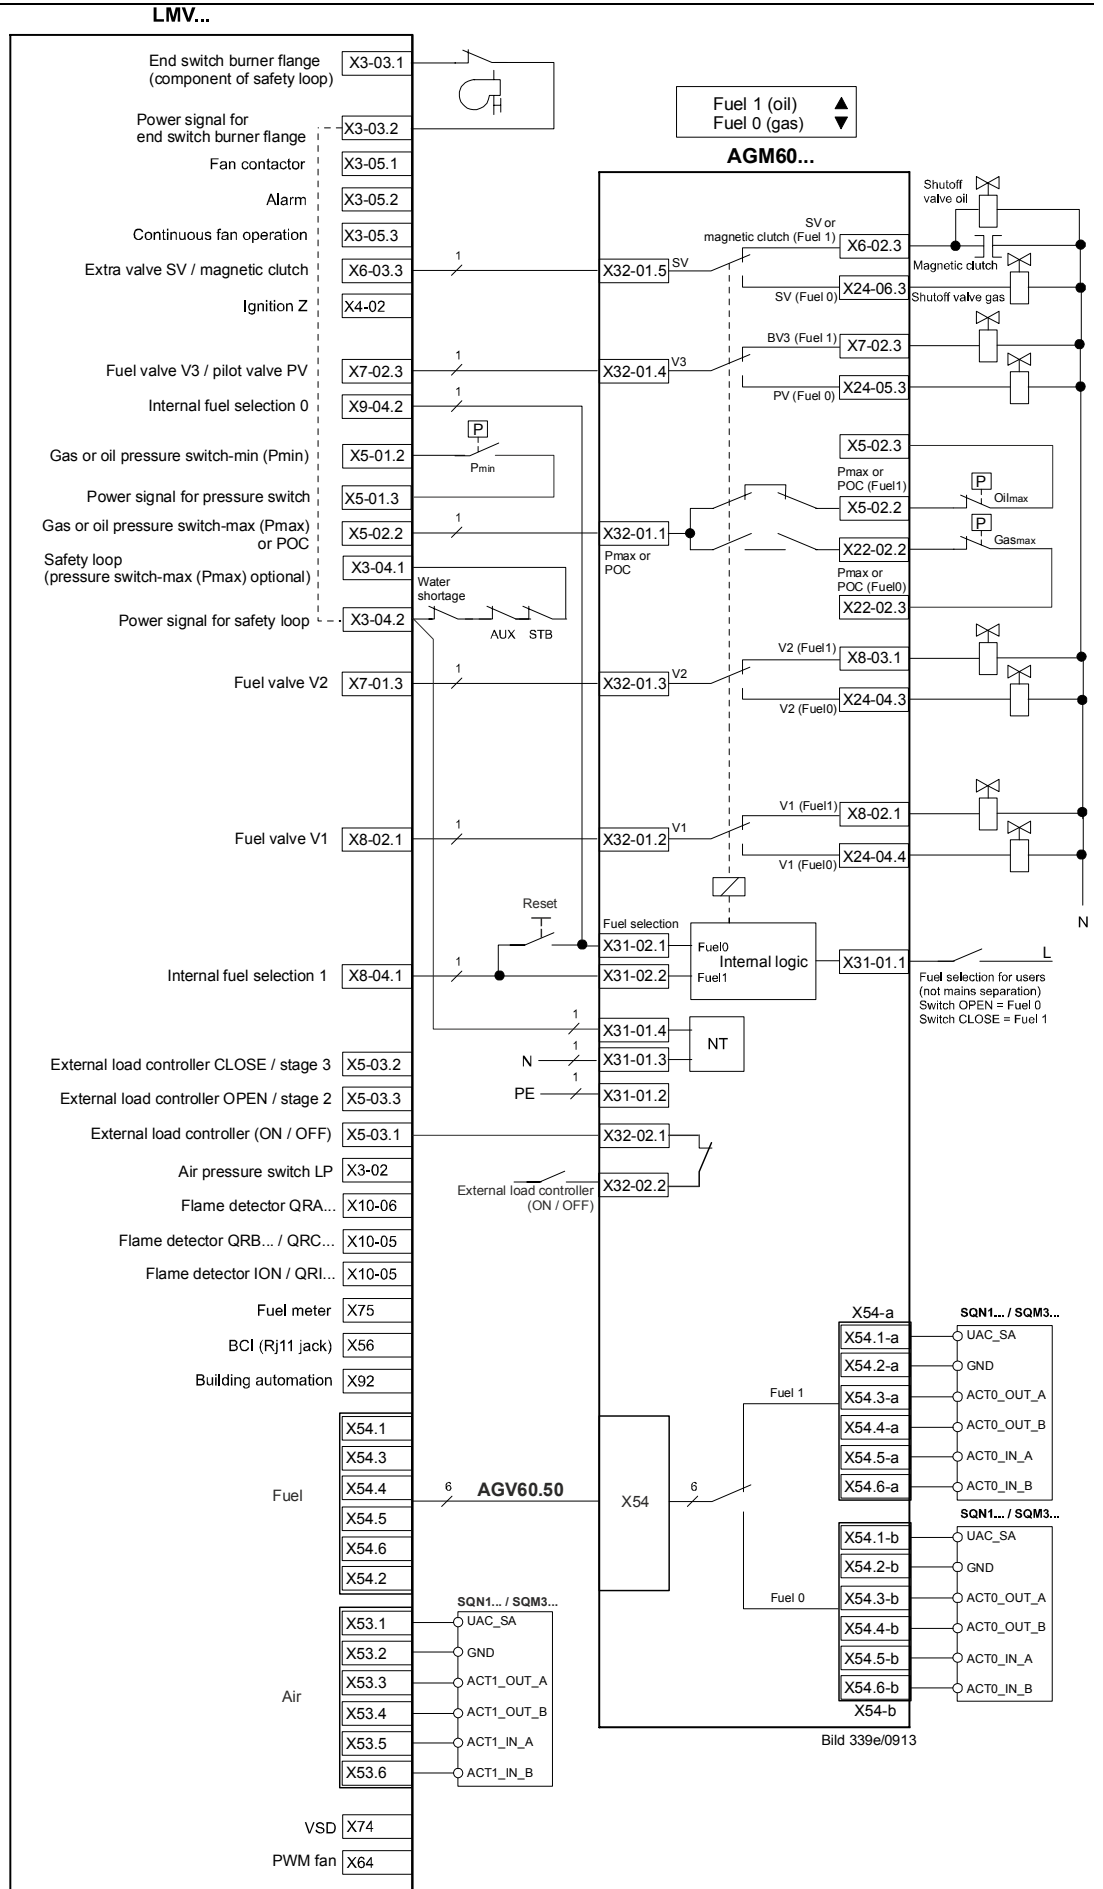 LMV...
End switch burner flange
(component of safety loop)
X3-03.1
Power signal for
end switch burner flange
X3-03.2
Fan contactor
X3-05.1
Alarm
X3-05.2
Continuous fan operation
X3-05.3
Extra valve SV / magnetic clutch
X6-03.3
1
Ignition Z
X4-02
Fuel valve V3 / pilot valve PV
X7-02.3
1
Internal fuel selection 0
X9-04.2
1
Gas or oil pressure switch-min (Pmin)
X5-01.2
P
Pmin
Power signal for pressure switch
X5-01.3
Gas or oil pressure switch-max (Pmax)
or POC
X5-02.2
1
Safety loop
(pressure switch-max (Pmax) optional)
X3-04.1
Water
shortage
Power signal for safety loop
X3-04.2
AUX
STB
Fuel valve V2
X7-01.3
1
Fuel valve V1
X8-02.1
1
Reset
Internal fuel selection 1
X8-04.1
1
External load controller CLOSE / stage 3
X5-03.2
External load controller OPEN / stage 2
X5-03.3
External load controller (ON / OFF)
X5-03.1
Air pressure switch LP
X3-02
Flame detector QRA...
X10-06
Flame detector QRB... / QRC...
X10-05
Flame detector ION / QRI...
X10-05
Fuel meter
X75
BCI (Rj11 jack)
X56
Building automation
X92
Fuel
X54.1
X54.3
X54.4
X54.5
X54.6
X54.2
6
AGV60.50
Air
X53.1
X53.2
X53.3
X53.4
X53.5
X53.6
SQN1... / SQM3...
UAC_SA
GND
ACT1_OUT_A
ACT1_OUT_B
ACT1_IN_A
ACT1_IN_B
VSD
X74
PWM fan
X64
Fuel 1 (oil) ▲
Fuel 0 (gas) ▼
AGM60...
X32-01.5
SV
SV or
magnetic clutch (Fuel 1)
X6-02.3
Shutoff
valve oil
Magnetic clutch
SV (Fuel 0)
X24-06.3
Shutoff valve gas
X32-01.4
V3
BV3 (Fuel 1)
X7-02.3
PV (Fuel 0)
X24-05.3
X5-02.3
Pmax or
POC (Fuel1)
X5-02.2
P
Oilmax
X32-01.1
Pmax or
POC
X22-02.2
P
Gasmax
Pmax or
POC (Fuel0)
X22-02.3
X32-01.3
V2
V2 (Fuel1)
X8-03.1
V2 (Fuel0)
X24-04.3
X32-01.2
V1
V1 (Fuel1)
X8-02.1
V1 (Fuel0)
X24-04.4
N
Fuel selection
X31-02.1
Fuel0
X31-02.2
Fuel1
Internal logic
X31-01.1
L
Fuel selection for users
(not mains separation)
Switch OPEN = Fuel 0
Switch CLOSE = Fuel 1
1
X31-01.4
NT
N
1
X31-01.3
PE
1
X31-01.2
X32-02.1
External load controller
(ON / OFF)
X32-02.2
X54
6
Fuel 1
Fuel 0
X54-a
X54.1-a
X54.2-a
X54.3-a
X54.4-a
X54.5-a
X54.6-a
SQN1... / SQM3...
UAC_SA
GND
ACT0_OUT_A
ACT0_OUT_B
ACT0_IN_A
ACT0_IN_B
SQN1... / SQM3...
X54.1-b
X54.2-b
X54.3-b
X54.4-b
X54.5-b
X54.6-b
X54-b
UAC_SA
GND
ACT0_OUT_A
ACT0_OUT_B
ACT0_IN_A
ACT0_IN_B
Bild 339e/0913